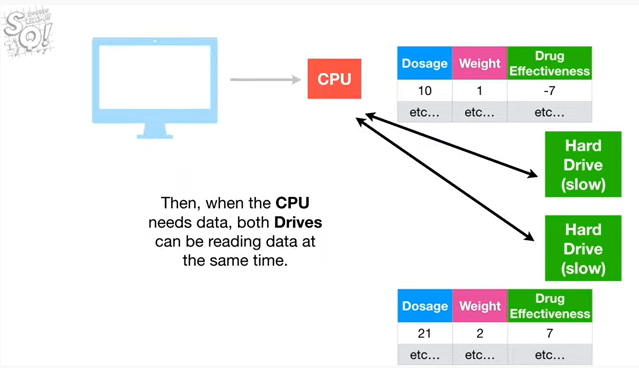 SQ!
CPU
Dosage Weight Drug Effectiveness
10 1 -7
etc… etc… etc…
Hard
Drive
(slow)
Then, when the CPU
needs data, both Drives
can be reading data at
the same time.
Hard
Drive
(slow)
Dosage Weight Drug Effectiveness
21 2 7
etc… etc… etc…